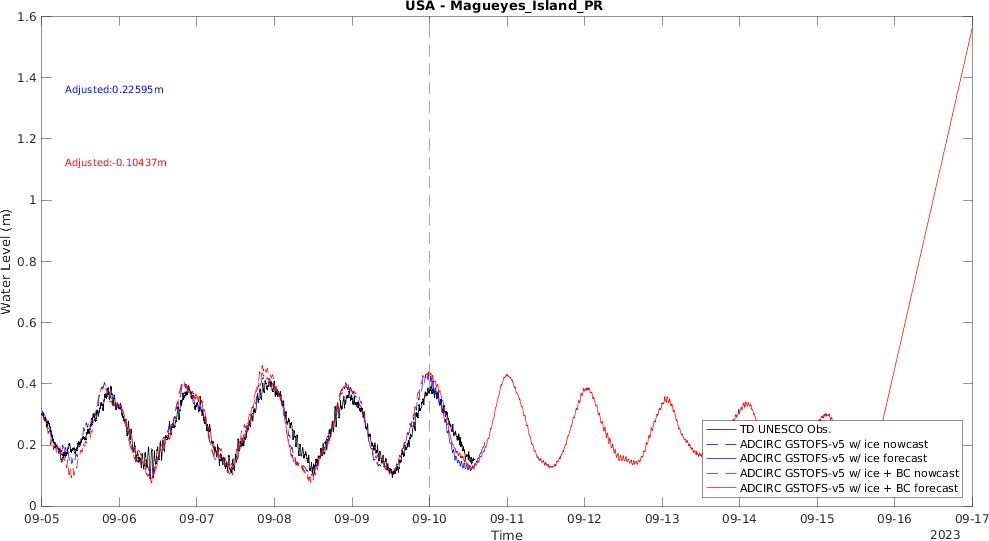 USA - Magueyes_Island_PR
1.6
1.4
1.2
1
0.8
0.6
0.4
0.2
0
Water Level (m)
Adjusted:0.22595m
Adjusted:-0.10437m
TD UNESCO Obs.
ADCIRC GSTOFS-v5 w/ ice nowcast
ADCIRC GSTOFS-v5 w/ ice forecast
ADCIRC GSTOFS-v5 w/ ice + BC nowcast
ADCIRC GSTOFS-v5 w/ ice + BC forecast
09-05 09-06 09-07 09-08 09-09 09-10 09-11 09-12 09-13 09-14 09-15 09-16 09-17
Time
2023